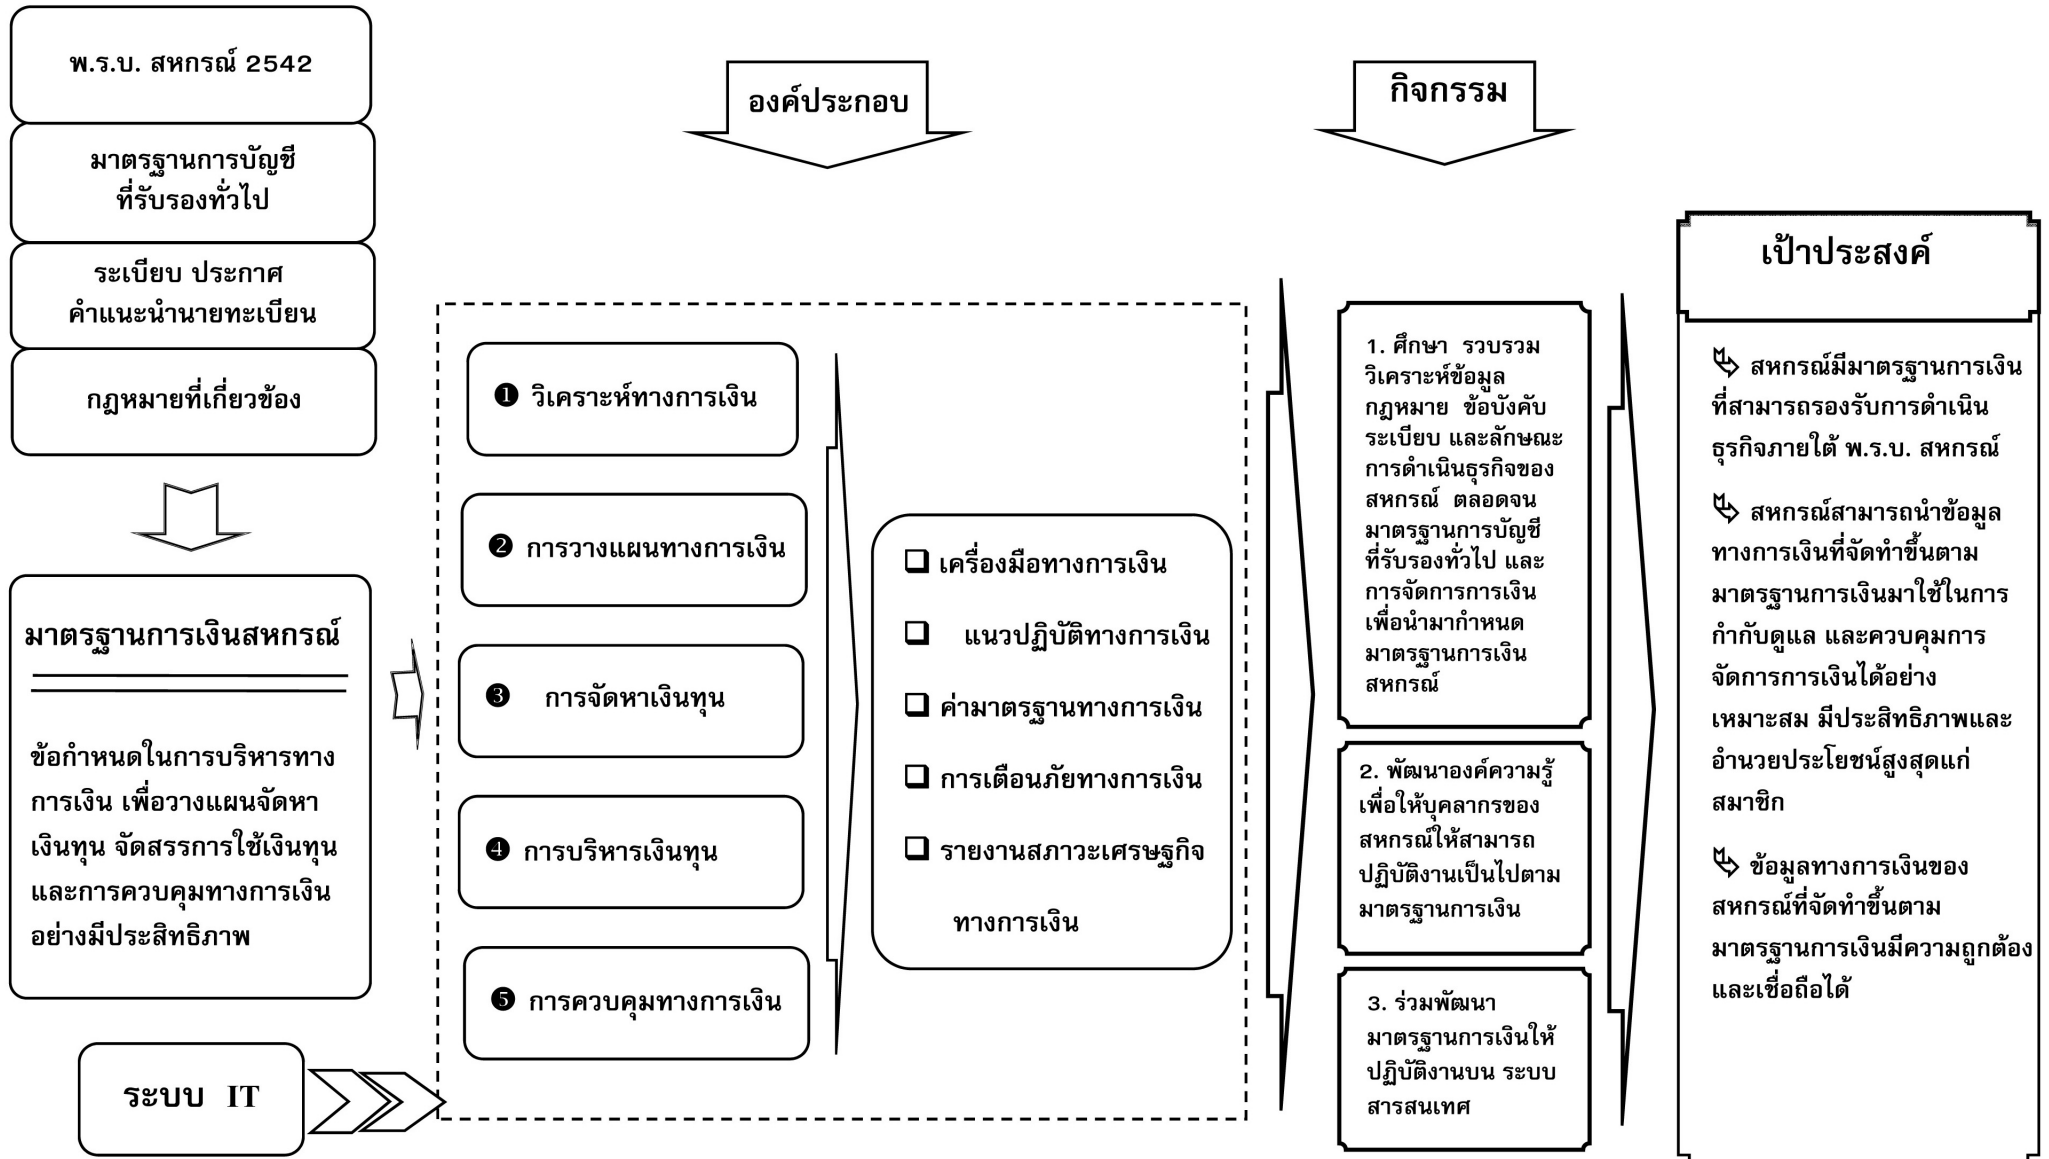 พ.ร.บ. สหกรณ์ 2542
มาตรฐานการบัญชี
ที่รับรองทั่วไป
ระเบียบ ประกาศ
คำแนะนำนายทะเบียน
กฎหมายที่เกี่ยวข้อง
มาตรฐานการเงินสหกรณ์
ข้อกำหนดในการบริหารทาง
การเงิน เพื่อวางแผนจัดหา
เงินทุน จัดสรรการใช้เงินทุน
และการควบคุมทางการเงิน
อย่างมีประสิทธิภาพ
ระบบ IT
องค์ประกอบ
❶ วิเคราะห์ทางการเงิน
❷ การวางแผนทางการเงิน
❸ การจัดหาเงินทุน
❹ การบริหารเงินทุน
❺ การควบคุมทางการเงิน
❑ เครื่องมือทางการเงิน
❑ แนวปฏิบัติทางการเงิน
❑ ค่ามาตรฐานทางการเงิน
❑ การเตือนภัยทางการเงิน
❑ รายงานสภาวะเศรษฐกิจ
ทางการเงิน
กิจกรรม
1. ศึกษา รวบรวม
วิเคราะห์ข้อมูล
กฎหมาย ข้อบังคับ
ระเบียบ และลักษณะ
การดำเนินธุรกิจของ
สหกรณ์ ตลอดจน
มาตรฐานการบัญชี
ที่รับรองทั่วไป และ
การจัดการการเงิน
เพื่อนำมากำหนด
มาตรฐานการเงิน
สหกรณ์
2. พัฒนาองค์ความรู้
เพื่อให้บุคลากรของ
สหกรณ์ให้สามารถ
ปฏิบัติงานเป็นไปตาม
มาตรฐานการเงิน
3. ร่วมพัฒนา
มาตรฐานการเงินให้
ปฏิบัติงานบน ระบบ
สารสนเทศ
เป้าประสงค์
สหกรณ์มีมาตรฐานการเงิน
ที่สามารถรองรับการดำเนิน
ธุรกิจภายใต้ พ.ร.บ. สหกรณ์
สหกรณ์สามารถนำข้อมูล
ทางการเงินที่จัดทำขึ้นตาม
มาตรฐานการเงินมาใช้ในการ
กำกับดูแล และควบคุมการ
จัดการการเงินได้อย่าง
เหมาะสม มีประสิทธิภาพและ
อำนวยประโยชน์สูงสุดแก่
สมาชิก
ข้อมูลทางการเงินของ
สหกรณ์ที่จัดทำขึ้นตาม
มาตรฐานการเงินมีความถูกต้อง
และเชื่อถือได้